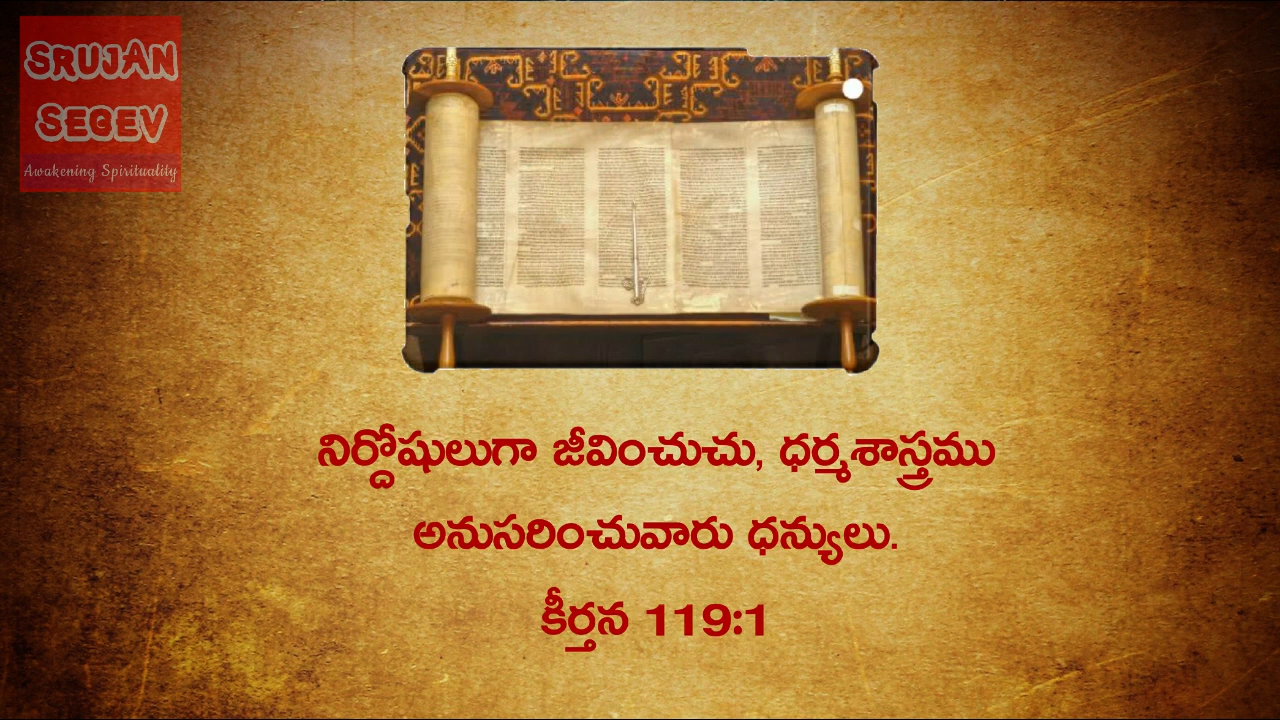 SRUJAN
SEGEV
Awakening Spirituality
నిర్దోషులుగా జీవించుచు, ధర్మశాస్త్రము
అనుసరించువారు ధన్యులు.
కీర్తన 119:1